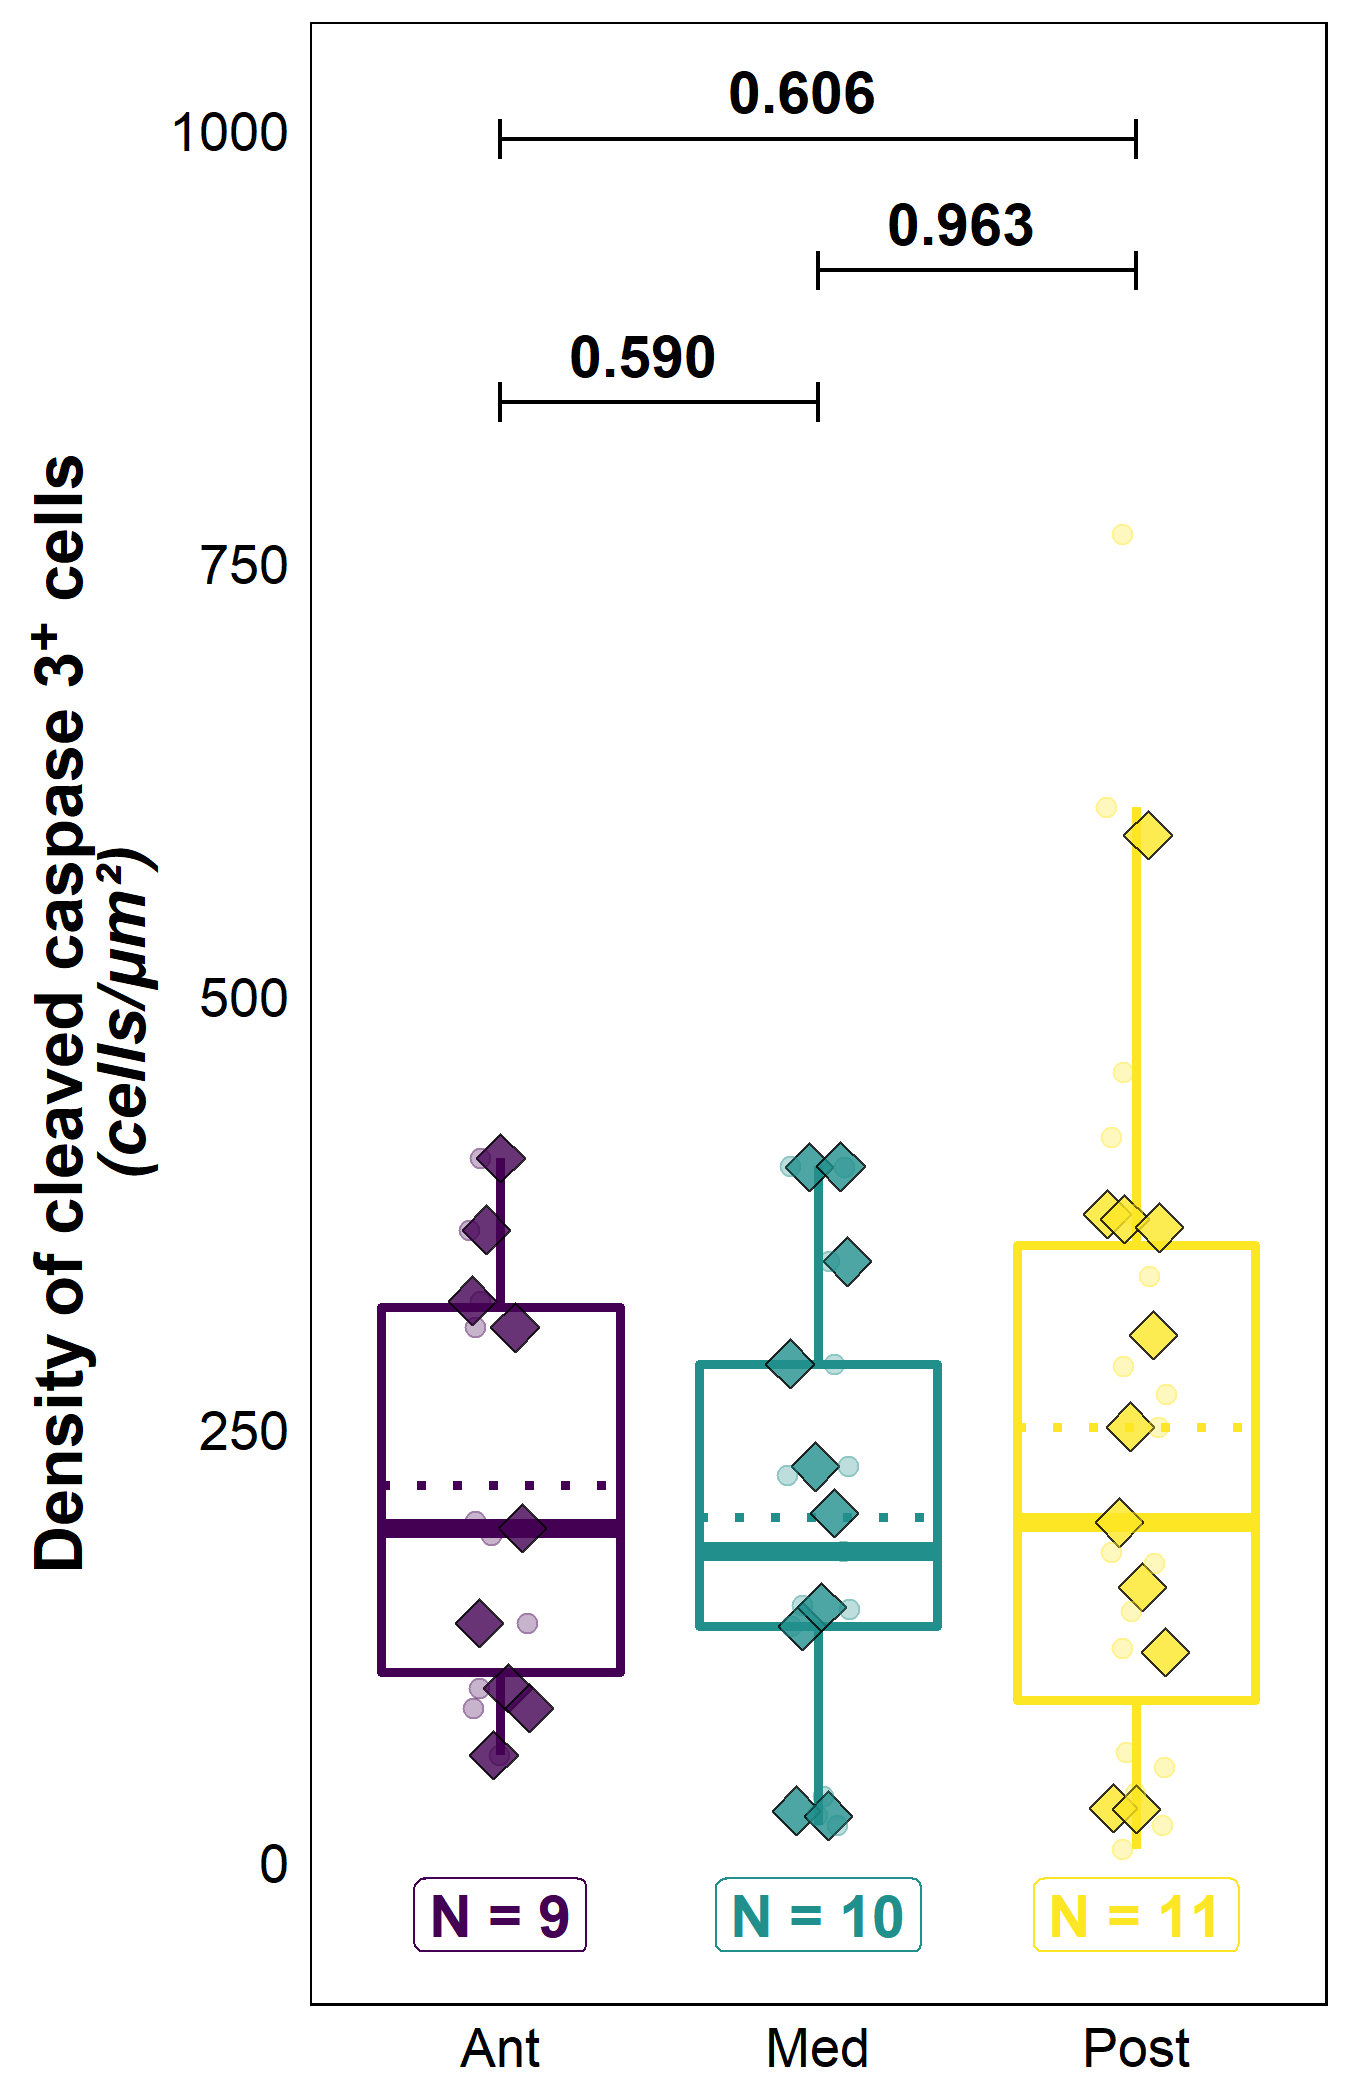 0.606
1000
0.963
0.590
750
500
250
0
Density of cleaved caspase 3⁺ cells
(cells/µm²)
N = 9
N = 10
N = 11
Ant
Med
Post